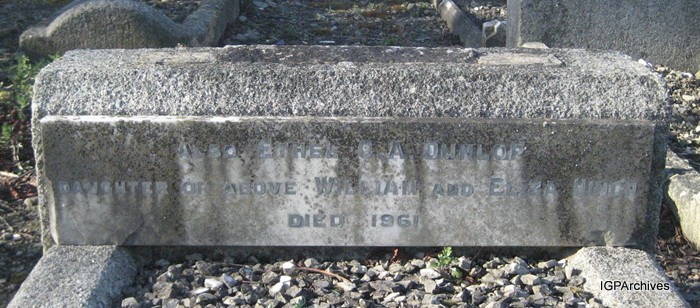 ALSO ETHEL G. A. DUNLOP
DAUGHTER OF ABOVE WILLIAM AND ELIZA
DIED 1961
IGPArchives